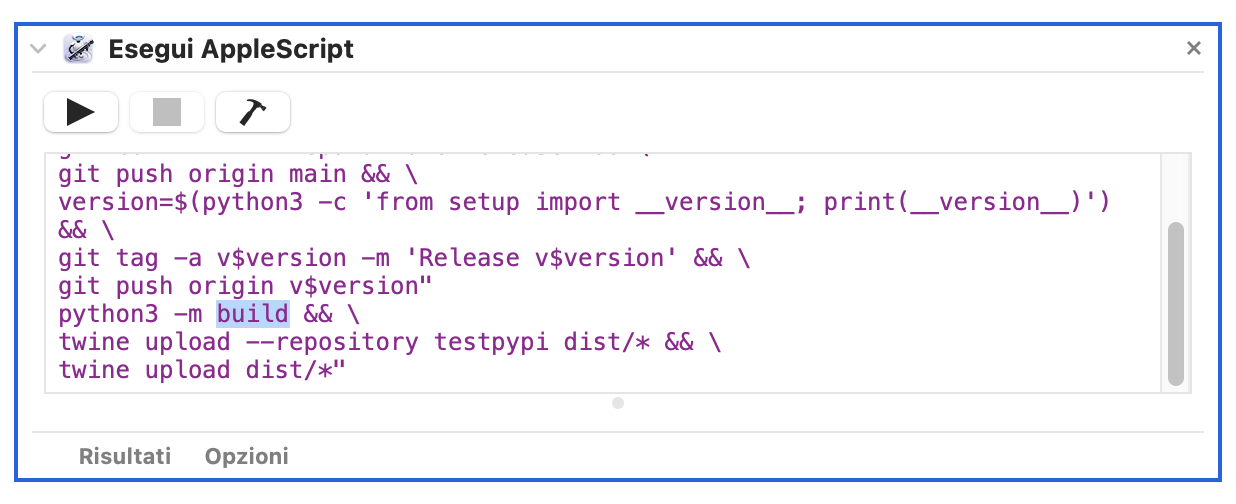 Esegui AppleScript
git push origin main && \
version=$(python3 -c 'from setup import __version__; print(__version__)')
&& \
git tag -a v$version -m 'Release v$version' && \
git push origin v$version"
python3 -m build && \
twine upload --repository testpypi dist/* && \
twine upload dist/*"
Risultati Opzioni